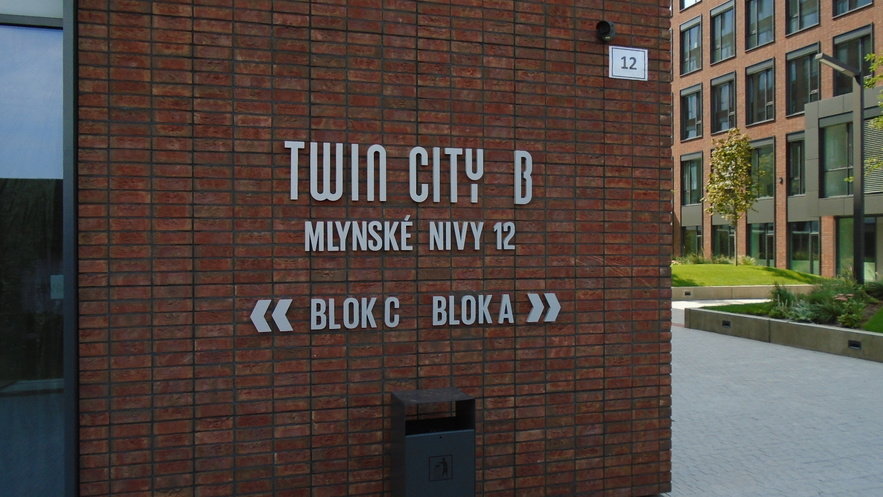 12
TWIN CITY B
MLYNSKÉ NIVY 12
« BLOK C BLOK A »